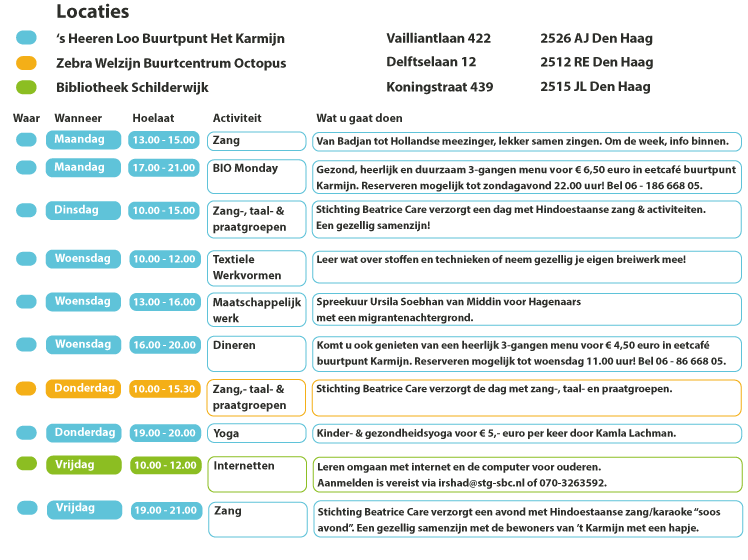 Locaties
‘s Heeren Loo Buurtpunt Het Karmijn Vailliantlaan 422 2526 AJ Den Haag
Zebra Welzijn Buurtcentrum Octopus Delftselaan 12 2512 RE Den Haag
Bibliotheek Schilderwijk Koningstraat 439 2515 JL Den Haag
Waar Wanneer Hoelaat Activiteit Wat u gaat doen
Maandag 13.00 - 15.00 Zang Van Badjan tot Hollandse meezinger, lekker samen zingen. Om de week, info binnen.
Maandag 17.00 - 21.00 BIO Monday Gezond, heerlijk en duurzaam 3-gangen menu voor € 6,50 euro in eetcafé buurtpunt
Karmijn. Reserveren mogelijk tot zondagavond 22.00 uur! Bel 06 - 186 668 05.
Dinsdag 10.00 - 15.00 Zang-, taal- & Stichting Beatrice Care verzorgt een dag met Hindoestaanse zang & activiteiten.
praatgroepen Een gezellig samenzijn!
Woensdag 10.00 - 12.00 Textiele Leer wat over stoffen en technieken of neem gezellig je eigen breiwerk mee!
Werkvormen
Woensdag 13.00 - 16.00 Maatschappelijk Spreekuur Ursila Soebhan van Middin voor Hagenaars
werk met een migrantenachtergrond.
Woensdag 16.00 - 20.00 Dineren Komt u ook genieten van een heerlijk 3-gangen menu voor € 4,50 euro in eetcafé
buurtpunt Karmijn. Reserveren mogelijk tot woensdag 11.00 uur! Bel 06 - 86 668 05.
Donderdag 10.00 - 15.30 Zang,- taal- & Stichting Beatrice Care verzorgt de dag met zang-, taal- en praatgroepen.
praatgroepen
Donderdag 19.00 - 20.00 Yoga Kinder- & gezondheidsyoga voor € 5,- euro per keer door Kamla Lachman.
Vrijdag 10.00 - 12.00 Internetten Leren omgaan met internet en de computer voor ouderen.
Aanmelden is vereist via irshad@stg-sbc.nl of 070-3263592.
Vrijdag 19.00 - 21.00 Zang Stichting Beatrice Care verzorgt een avond met Hindoestaanse zang/karaoke “soos
avond”. Een gezellig samenzijn met de bewoners van ’t Karmijn met een hapje.